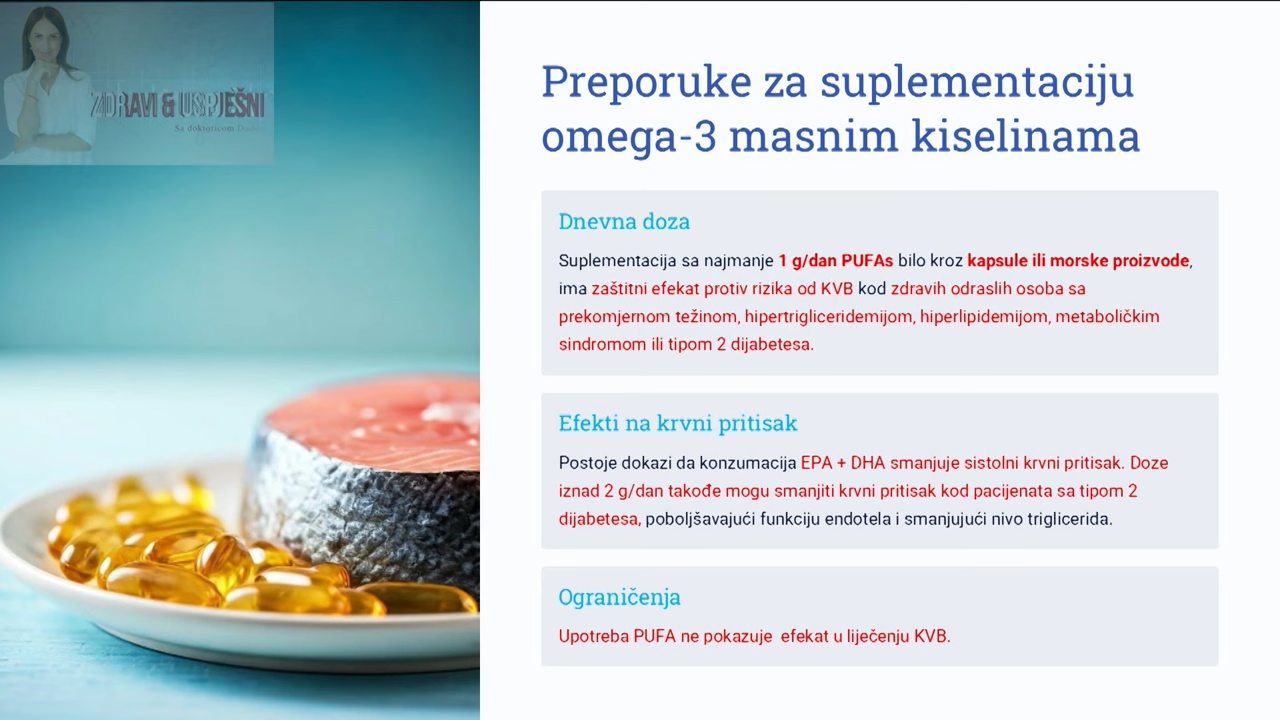 ZDRAVI & USPJEŠNI
Sa doktoricom
Preporuke za suplementaciju
omega-3 masnim kiselinama
Dnevna doza
Suplementacija sa najmanje 1 g/dan PUFAs bilo kroz kapsule ili morske proizvode,
ima zaštitni efekat protiv rizika od KVB kod zdravih odraslih osoba sa
prekomjernom težinom, hipertrigliceridemijom, hiperlipidemijom, metaboličkim
sindromom ili tipom 2 dijabetesa.
Efekti na krvni pritisak
Postoje dokazi da konzumacija EPA + DHA smanjuje sistolni krvni pritisak. Doze
iznad 2 g/dan takođe mogu smanjiti krvni pritisak kod pacijenata sa tipom 2
dijabetesa, poboljšavajući funkciju endotela i smanjujući nivo triglicerida.
Ograničenja
Upotreba PUFA ne pokazuje efekat u liječenju KVB.